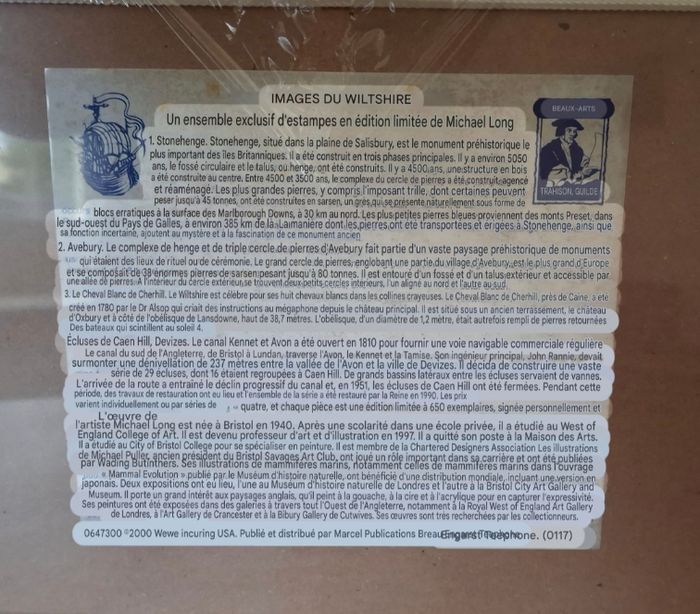 IMAGES DU WILTSHIRE
Un ensemble exclusif d'estampes en édition limitée de Michael Long
BEAUX-ARTS
TRAHISON, GUILDE
1. Stonehenge. Stonehenge, situé dans la plaine de Salisbury, est le monument préhistorique le
plus important des îles Britanniques. Il a été construit en trois phases principales. Il y a environ 5050
ans, le fossé circulaire et le talus, ou henge, ont été construits. Il y a 4500 ans, une structure en bois
a été construite au centre. Entre 4500 et 3500 ans, le complexe du cercle de pierres a été construit, agencé
et réaménagé. Les plus grandes pierres, y compris l'imposant trille, dont certaines peuvent
peser jusqu'à 45 tonnes, ont été construites en sarsen, un grès qui se présente naturellement sous forme de
blocs erratiques à la surface des Marlborough Downs, à 30 km au nord. Les plus petites pierres bleues proviennent des monts Preset, dans
le sud-ouest du Pays de Galles, à environ 385 km de la Laimaniere dont les pierres ont été transportées et érigées à Stonehenge, ainsi que
sa fonction incertaine, ajoutent au mystère et à la fascination de ce monument ancien
2. Avebury. Le complexe de henge et de triple cercle de pierres d'Avebury fait partie d'un vaste paysage préhistorique de monuments
qui étaient des lieux de rituel ou de cérémonie. Le grand cercle de pierres, englobant une partie du village d'Avebury, est le plus grand d'Europe
et se composait de 38 énormes pierres de sarsen pesant jusqu'à 80 tonnes. Il est entouré d'un fossé et d'un talus extérieur et accessible par
une allée de pierres. A l'intérieur du cercle extérieur se trouvent deux petits cercles intérieurs, l'un aligné au nord et l'autre au sud.
3. Le Cheval Blanc de Cherhill. Le Wiltshire est célèbre pour ses huit chevaux blancs dans les collines crayeuses. Le Cheval Blanc de Cherhill, près de Caine, a été
créé en 1780 par le Dr Alsop qui criait des instructions au mégaphone depuis le château principal. Il est situé sous un ancien terrassement, le château
d'Oxbury et à côté de l'obélisque de Lansdowns, haut de 38,7 mètres. L'obélisque, d'un diamètre de 1,2 mètre, était autrefois rempli de pierres retournées
Des bateaux qui scintillent au soleil 4.
Écluses de Caen Hill, Devizes. Le canal Kennet et Avon a été ouvert en 1810 pour fournir une voie navigable commerciale régulière
Le canal du sud de l'Angleterre, de Bristol à Lundan, traverse l'Avon, le Kennet et la Tamise. Son ingénieur principal, John Rannie, devait
surmonter une dénivellation de 237 mètres entre la vallée de l'Avon et la ville de Devizes. Il décida de construire une vaste
série de 29 écluses, dont 16 étaient regroupées à Caen Hill. De grands bassins latéraux entre les écluses servaient de vannes.
L'arrivée de la route a entraîné le déclin progressif du canal et, en 1951, les écluses de Caen Hill ont été fermées. Pendant cette
période, des travaux de restauration ont eu lieu et l'ensemble de la série a été restauré par la Reine en 1990. Les prix
varient individuellement ou par séries de quatre, et chaque pièce est une édition limitée à 650 exemplaires, signée personnellement et
L'œuvre de
l'artiste Michael Long est née à Bristol en 1940. Après une scolarité dans une école privée, il a étudié au West of
England College of Art. Il est devenu professeur d'art et d'illustration en 1997. Il a quitté son poste à la Maison des Arts.
Il a étudié au City of Bristol College pour se spécialiser en peinture. Il est membre de la Chartered Designers Association Les illustrations
de Michael Puller, ancien président du Bristol Savages Art Club, ont joué un rôle important dans sa carrière et ont été publiées
par Wading Butinthers. Ses illustrations de mammifères marins, notamment celles de mammifères marins dans l'ouvrage
« Mammal Evolution » publié par le Muséum d'histoire naturelle, ont bénéficié d'une distribution mondiale, incluant une version en
japonais. Deux expositions ont eu lieu, l'une au Muséum d'histoire naturelle de Londres et l'autre à la Bristol City Art Gallery and
Museum. Il porte un grand intérêt aux paysages anglais, qu'il peint à la gouache, à la cire et à l'acrylique pour en capturer l'expressivité.
Ses peintures ont été exposées dans des galeries à travers tout l'Ouest de l'Angleterre, notamment à la Royal West of England Art Gallery
de Londres, à l'Art Gallery de Crancester et à la Bibury Gallery de Cutwives. Ses œuvres sont très recherchées par les collectionneurs.
0647300 ©2000 Wewe incuring USA. Publié et distribué par Marcel Publications (0117)